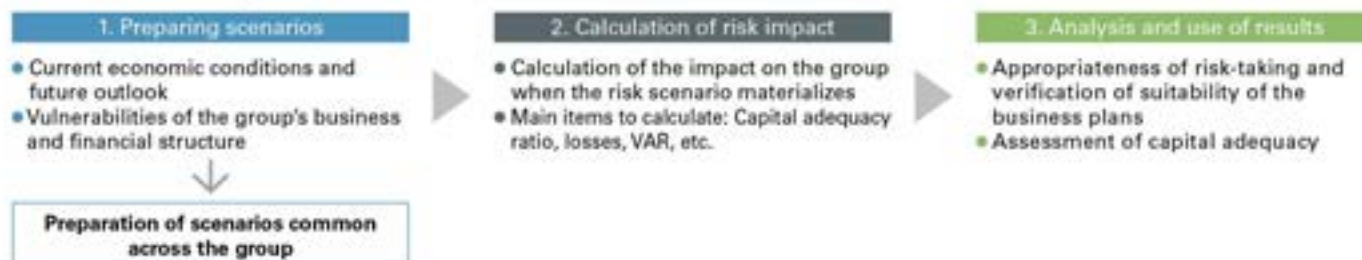 1. Preparing scenarios
• Current economic conditions and
future outlook
• Vulnerabilities of the group's business
and financial structure
Preparation of scenarios common
across the group
2. Calculation of risk impact
• Calculation of the impact on the group
when the risk scenario materializes
• Main items to calculate: Capital adequacy
ratio, losses, VAR, etc.
3. Analysis and use of results
• Appropriateness of risk-taking and
verification of suitability of the
business plans
• Assessment of capital adequacy